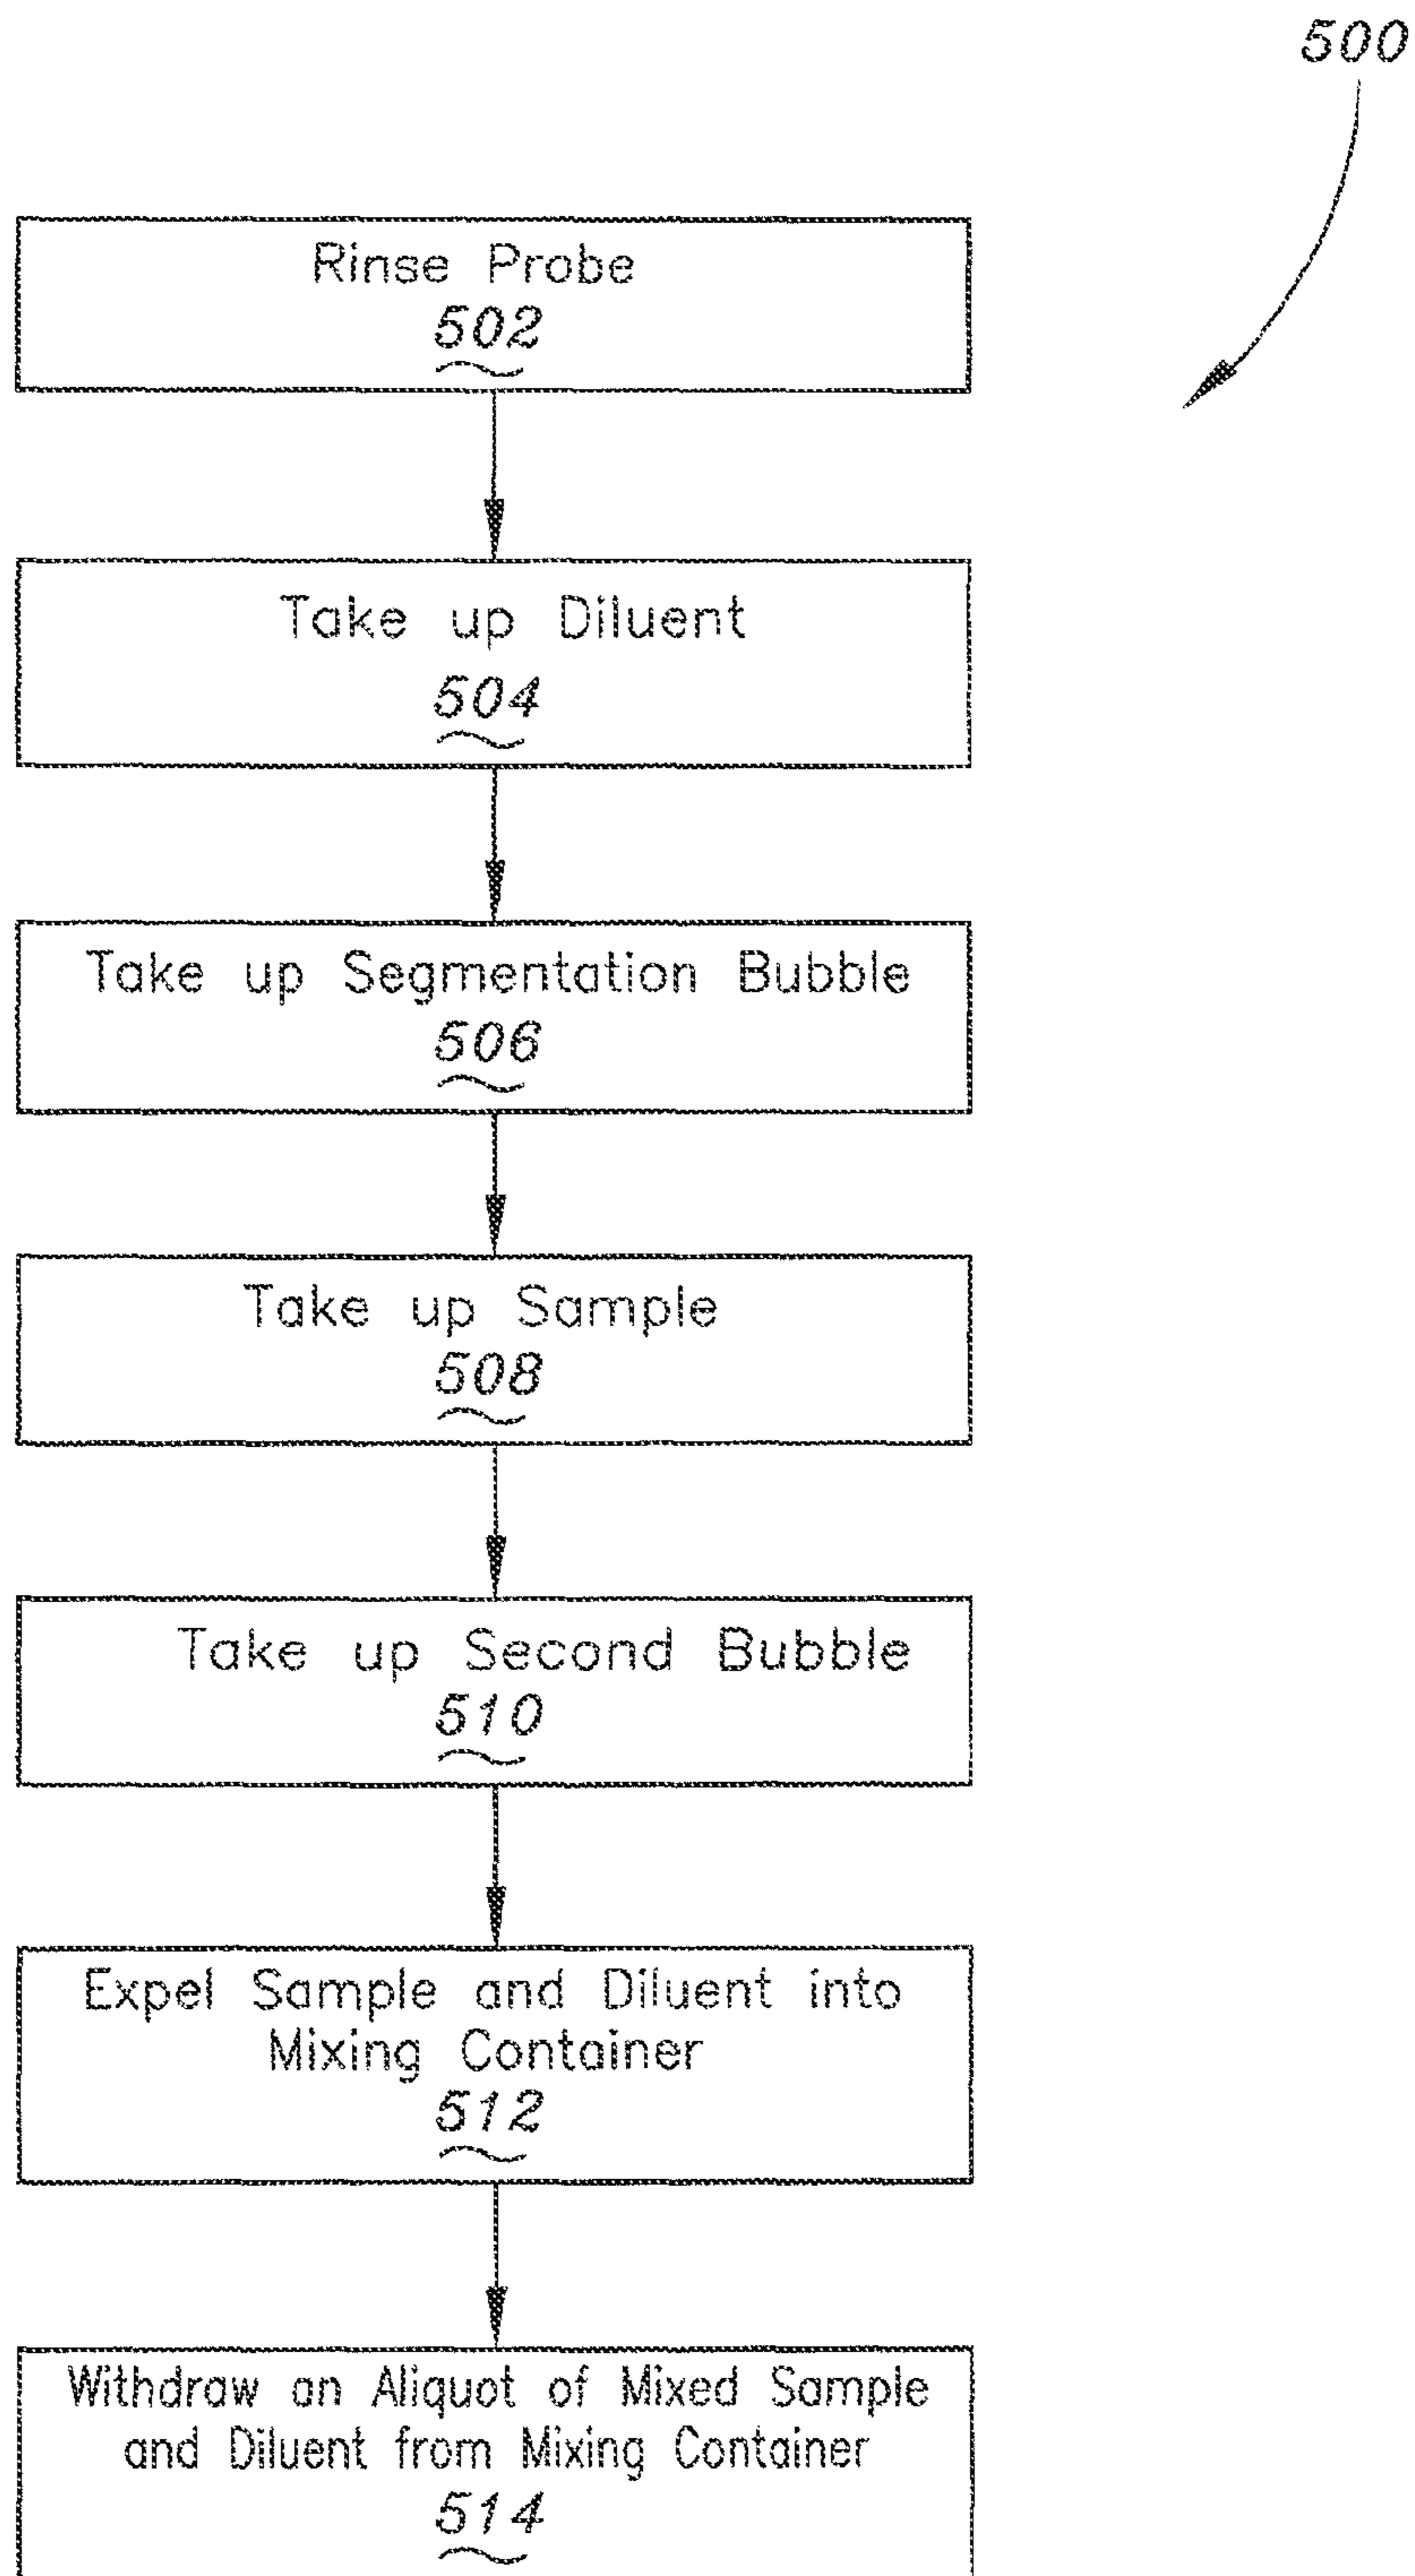 500
Rinse Probe
502
Take up Diluent
504
Take up Segmentation Bubble
506
Take up Sample
508
Take up Second Bubble
510
Expel Sample and Diluent into
Mixing Container
512
Withdraw an Aliquot of Mixed Sample
and Diluent from Mixing Container
514